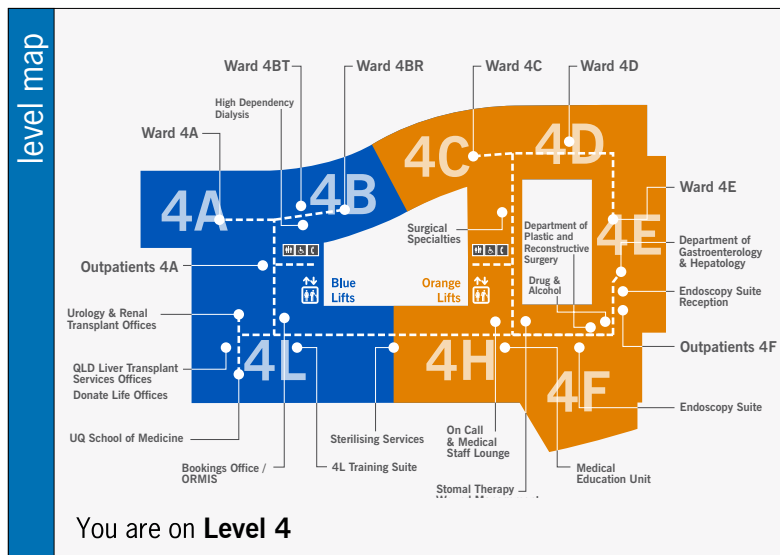 level map
Ward 4BT
Ward 4BR
Ward 4C
Ward 4D
High Dependency
Dialysis
Ward 4A
4A
4B
4C
4D
4E
Ward 4E
Surgical
Specialties
Department of
Plastic and
Reconstructive
Surgery
Department of
Gastroenterology
& Hepatology
Outpatients 4A
Blue
Lifts
Orange
Lifts
Drug &
Alcohol
Endoscopy Suite
Reception
Urology & Renal
Transplant Offices
Outpatients 4F
4L
4H
4F
QLD Liver Transplant
Services Offices
Donate Life Offices
Endoscopy Suite
UQ School of Medicine
Sterilising Services
On Call
& Medical
Staff Lounge
Bookings Office /
ORMIS
4L Training Suite
Medical
Education Unit
Stomal Therapy
You are on Level 4